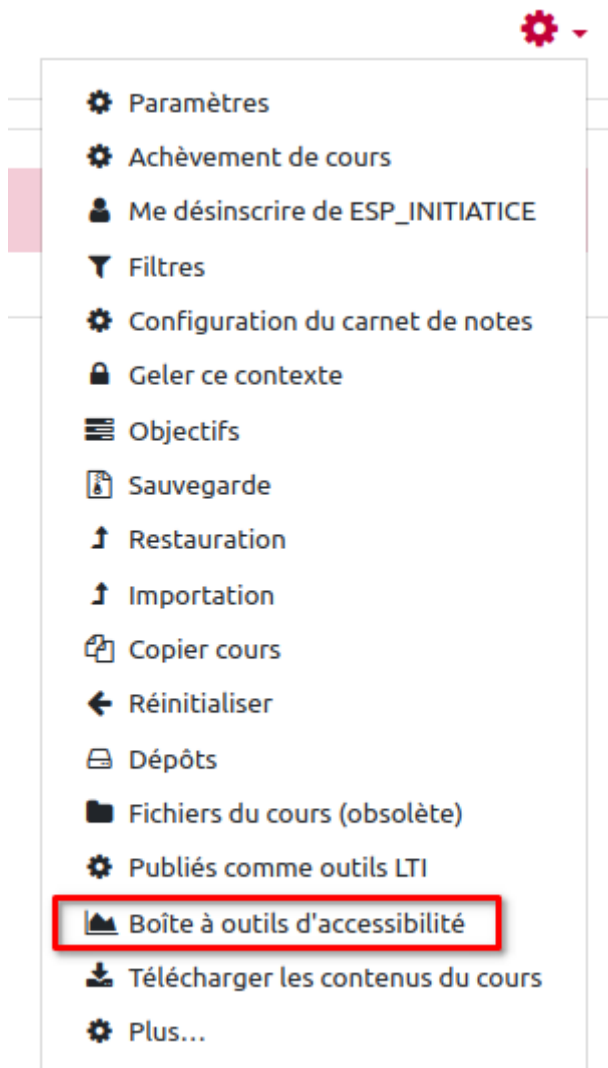 Paramètres
Achèvement de cours
Me désinscrire de ESP_INITIATICE
Filtres
Configuration du carnet de notes
Geler ce contexte
Objectifs
Sauvegarde
Restauration
Importation
Copier cours
Réinitialiser
Dépôts
Fichiers du cours (obsolète)
Publiés comme outils LTI
Boîte à outils d'accessibilité
Télécharger les contenus du cours
Plus...